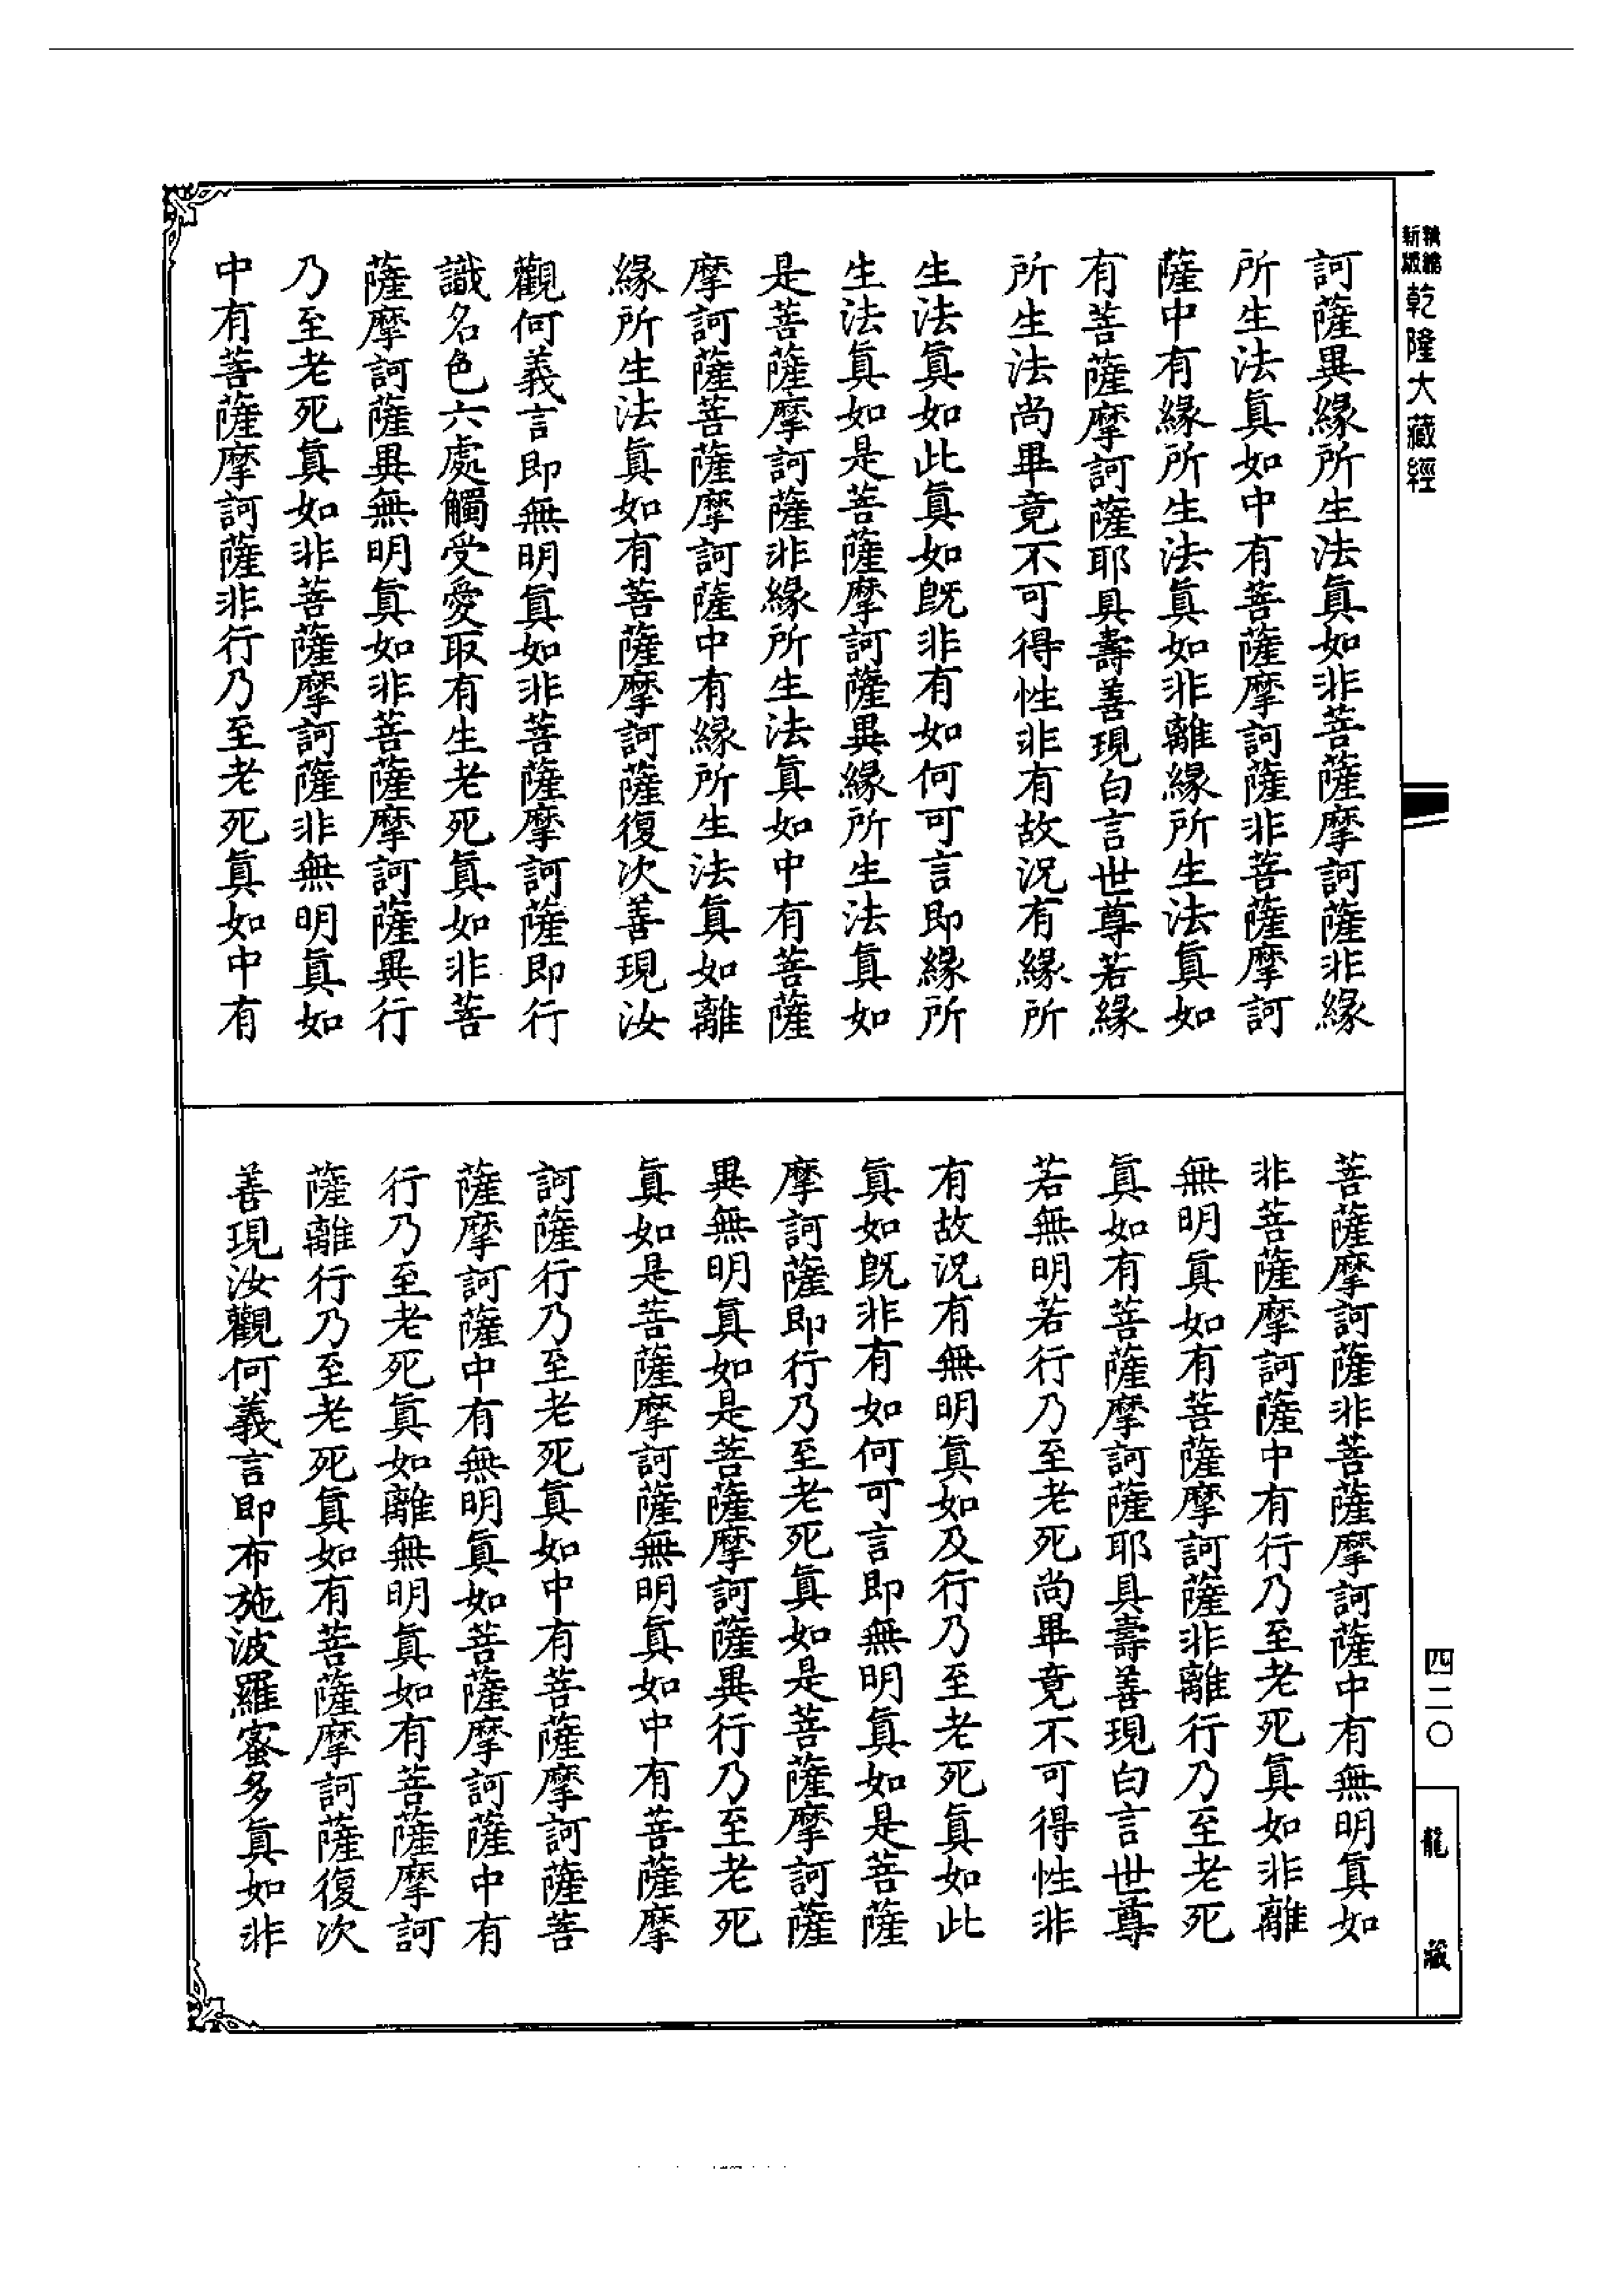 新版
精縮
乾隆大藏經
訶薩異緣所生法眞如非菩薩摩訶薩非緣
所生法眞如中有菩薩摩訶薩非菩薩摩訶
薩中有緣所生法眞如非離緣所生法眞如
有菩薩摩訶薩耶具壽善現白言世尊若緣
所生法尚畢竟不可得性非有故況有緣所
生法眞如此眞如既非有如何可言即緣所
生法眞如是菩薩摩訶薩異緣所生法眞如
是菩薩摩訶薩非緣所生法眞如中有菩薩
摩訶薩菩薩摩訶薩中有緣所生法眞如離
緣所生法眞如有菩薩摩訶薩復次善現汝
觀何義言即無明眞如非菩薩摩訶薩即行
識名色六處觸受愛取有生老死眞如非菩
薩摩訶薩異無明眞如非菩薩摩訶薩異行
乃至老死眞如非菩薩摩訶薩非無明眞如
中有菩薩摩訶薩非行乃至老死眞如中有
菩薩摩訶薩非菩薩摩訶薩中有無明眞如
非菩薩摩訶薩中有行乃至老死眞如非離
無明眞如有菩薩摩訶薩非離行乃至老死
眞如有菩薩摩訶薩耶具壽善現白言世尊
若無明若行乃至老死尚畢竟不可得性非
有故況有無明眞如及行乃至老死眞如此
眞如既非有如何可言即無明眞如是菩薩
摩訶薩即行乃至老死眞如是菩薩摩訶薩
異無明眞如是菩薩摩訶薩異行乃至老死
眞如是菩薩摩訶薩無明眞如中有菩薩摩
訶薩行乃至老死眞如中有菩薩摩訶薩菩
薩摩訶薩中有無明眞如菩薩摩訶薩中有
行乃至老死眞如離無明眞如有菩薩摩訶
薩離行乃至老死眞如有菩薩摩訶薩復次
善現汝觀何義言即布施波羅蜜多眞如非
四二〇
龍藏